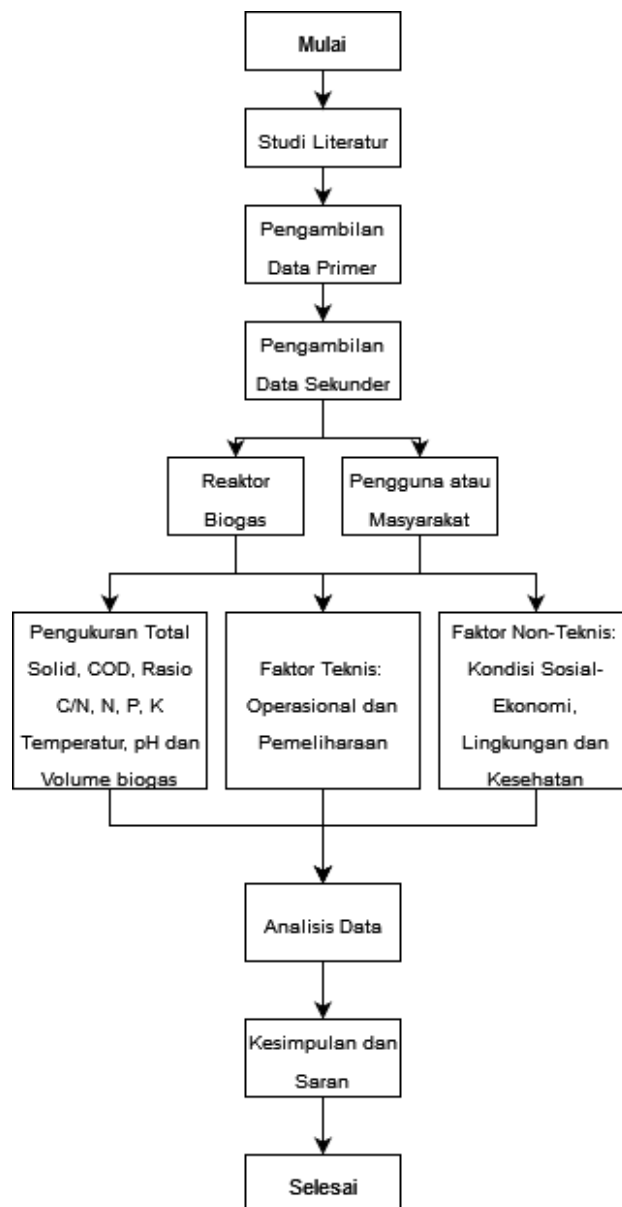 Mulai
Studi Literatur
Pengambilan
Data Primer
Pengambilan
Data Sekunder
Reaktor
Biogas
Pengguna atau
Masyarakat
Pengukuran Total
Solid, COD, Rasio
C/N, N, P, K
Temperatur, pH dan
Volume biogas
Faktor Teknis:
Operasional dan
Pemeliharaan
Faktor Non-Teknis:
Kondisi Sosial-
Ekonomi,
Lingkungan dan
Kesehatan
Analisis Data
Kesimpulan dan
Saran
Selesai